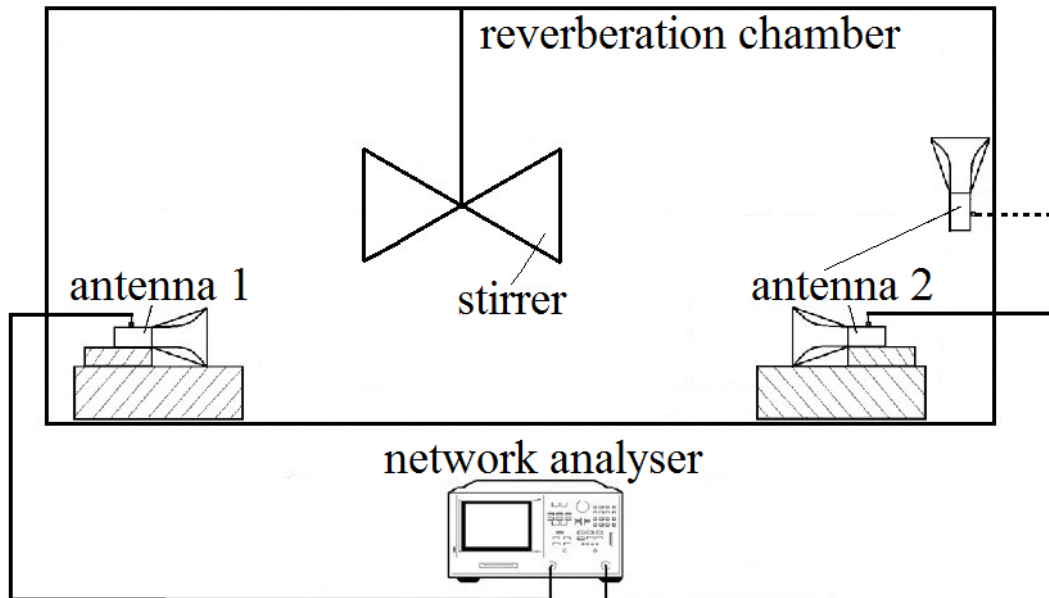 reverberation chamber
antenna 1
stirrer
antenna 2
network analyser